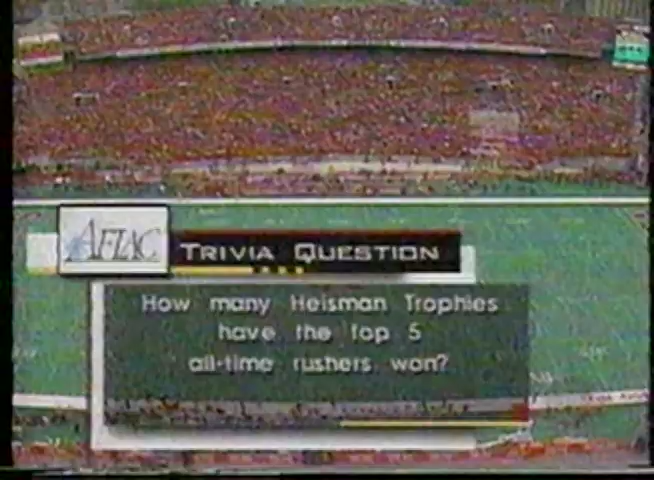 AFLAC
TRIVIA QUESTION
How many Heisman Trophies
have the top 5
all-time rushers won?